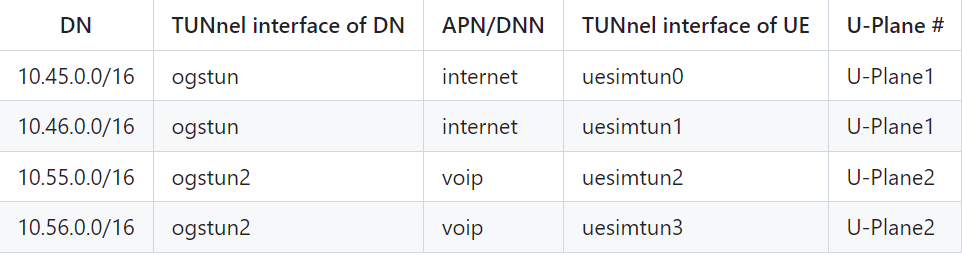 DN TUNnel interface of DN APN/DNN TUNnel interface of UE U-Plane #
10.45.0.0/16 ogstun internet uesimtun0 U-Plane1
10.46.0.0/16 ogstun internet uesimtun1 U-Plane1
10.55.0.0/16 ogstun2 voip uesimtun2 U-Plane2
10.56.0.0/16 ogstun2 voip uesimtun3 U-Plane2